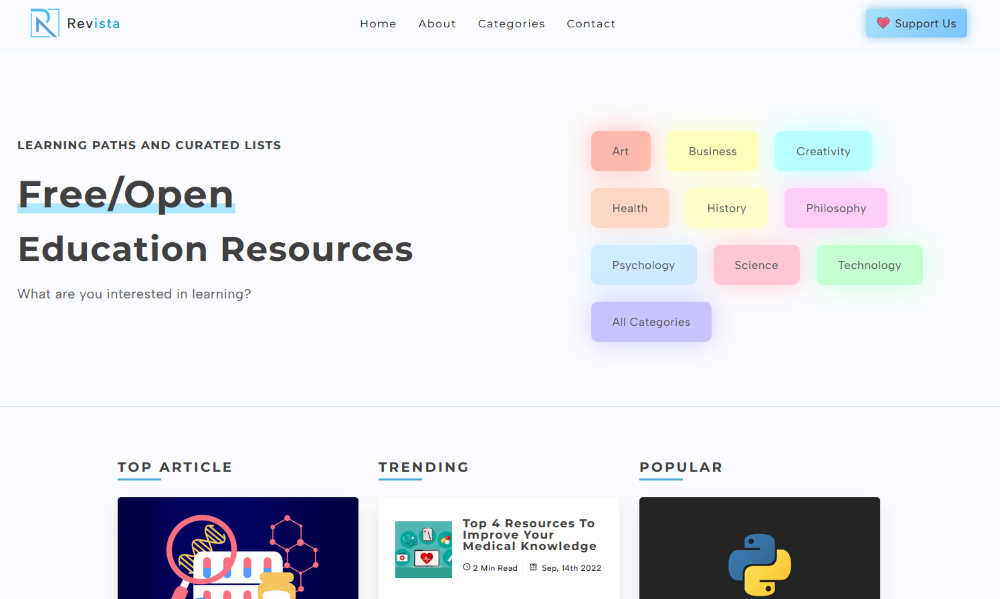 Revista
Home About Categories Contact
Support Us
LEARNING PATHS AND CURATED LISTS
Free/Open
Education Resources
What are you interested in learning?
Art Business Creativity
Health History Philosophy
Psychology Science Technology
All Categories
TOP ARTICLE
TRENDING
Top 4 Resources To
Improve Your
Medical Knowledge
2 Min Read Sep, 14th 2022
POPULAR